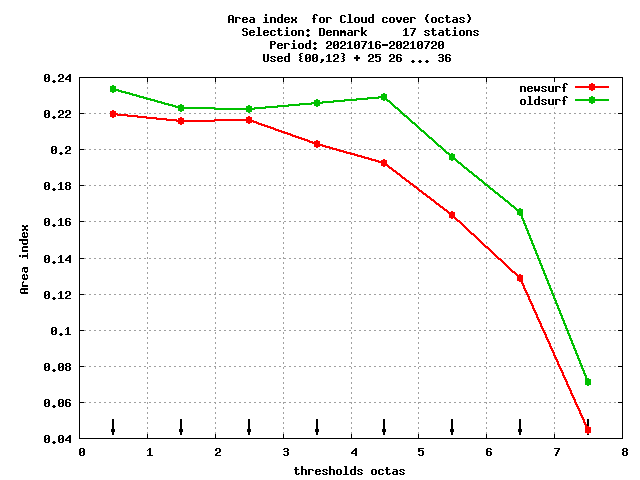 Area index  for Cloud cover (octas)
Selection: Denmark     17 stations
Period: 20210716-20210720
Used {00,12} + 25 26 ... 36
newsurf
oldsurf
0,24
0,22
0,2
0,18
0,16
0,14
0,12
0,1
0,08
0,06
0,04
Area index
0 1 2 3 4 5 6 7 8
thresholds octas